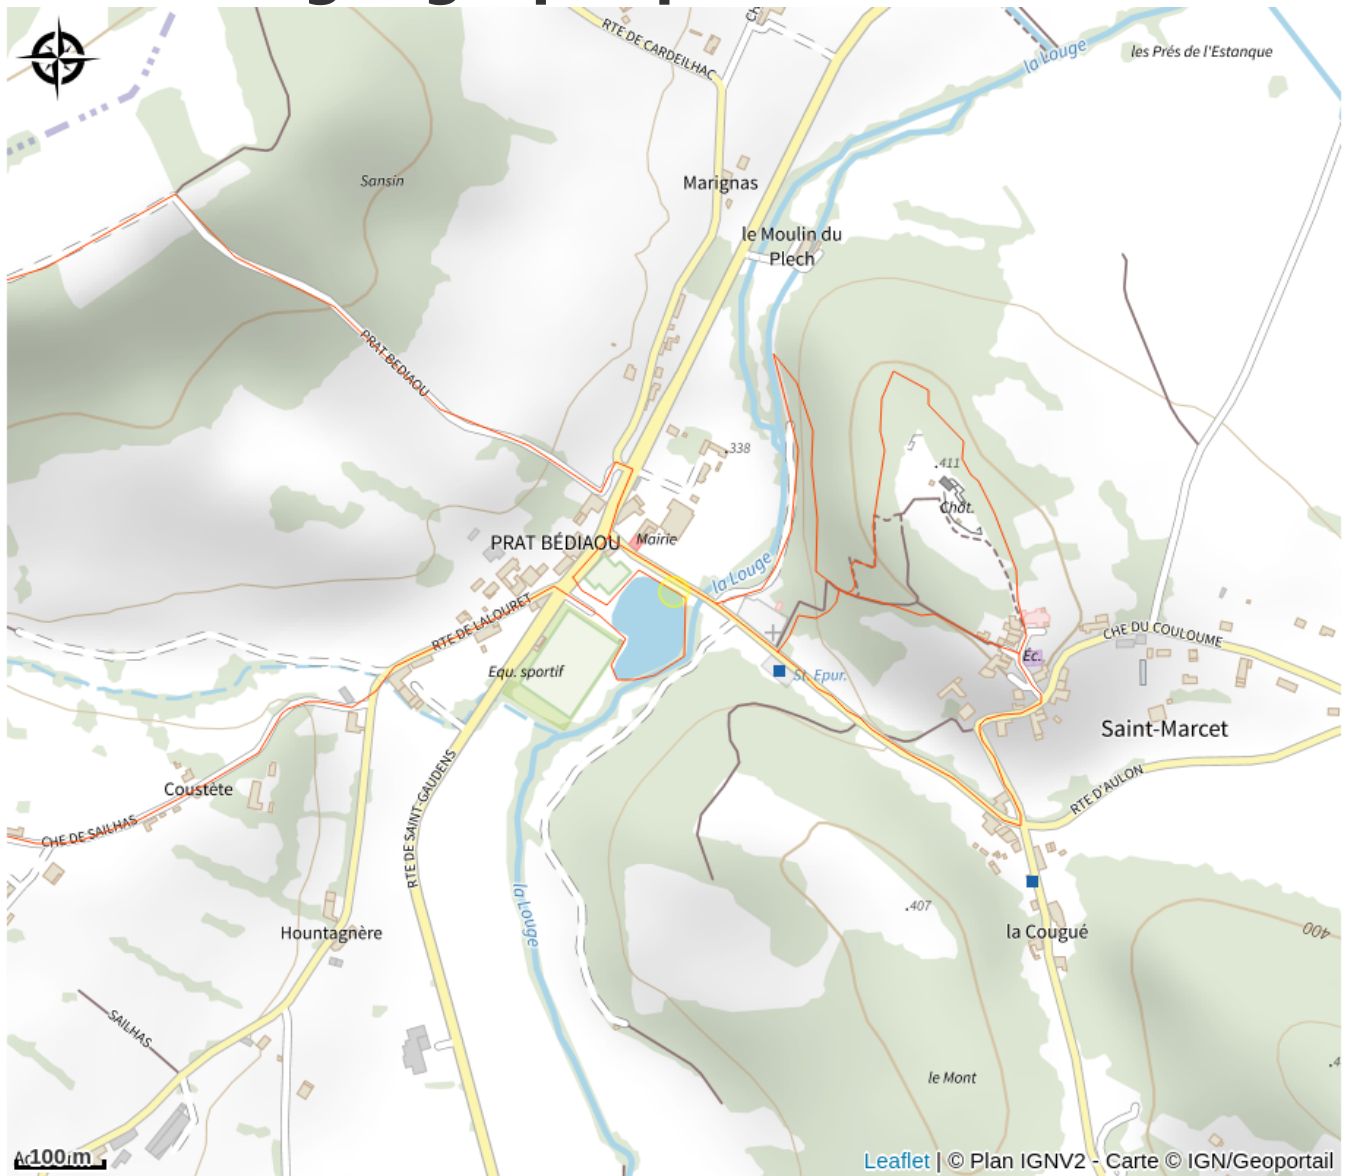 RTE DE CARDEILHAC
la Louge
les Prés de l'Estanque
Sansin
Marignas
le Moulin du
Plech
PRAT BEDIAOU
.338
.411
Chât.
PRAT BÉDIAOU
Mairie
la Louge
RTE DE LALOURET
CHE DU COULOUME
Éc.
Equ. sportif
St. Epur.
Saint-Marcet
RTE DE SAINT-GAUDENS
Coustète
RTE D'AULON
CHE DE SAILHAS
la Louge
.407
Hountagnère
la Cougué
400
SAILHAS
le Mont
100 m
Leaflet | © Plan IGNV2 - Carte © IGN/Geoportail